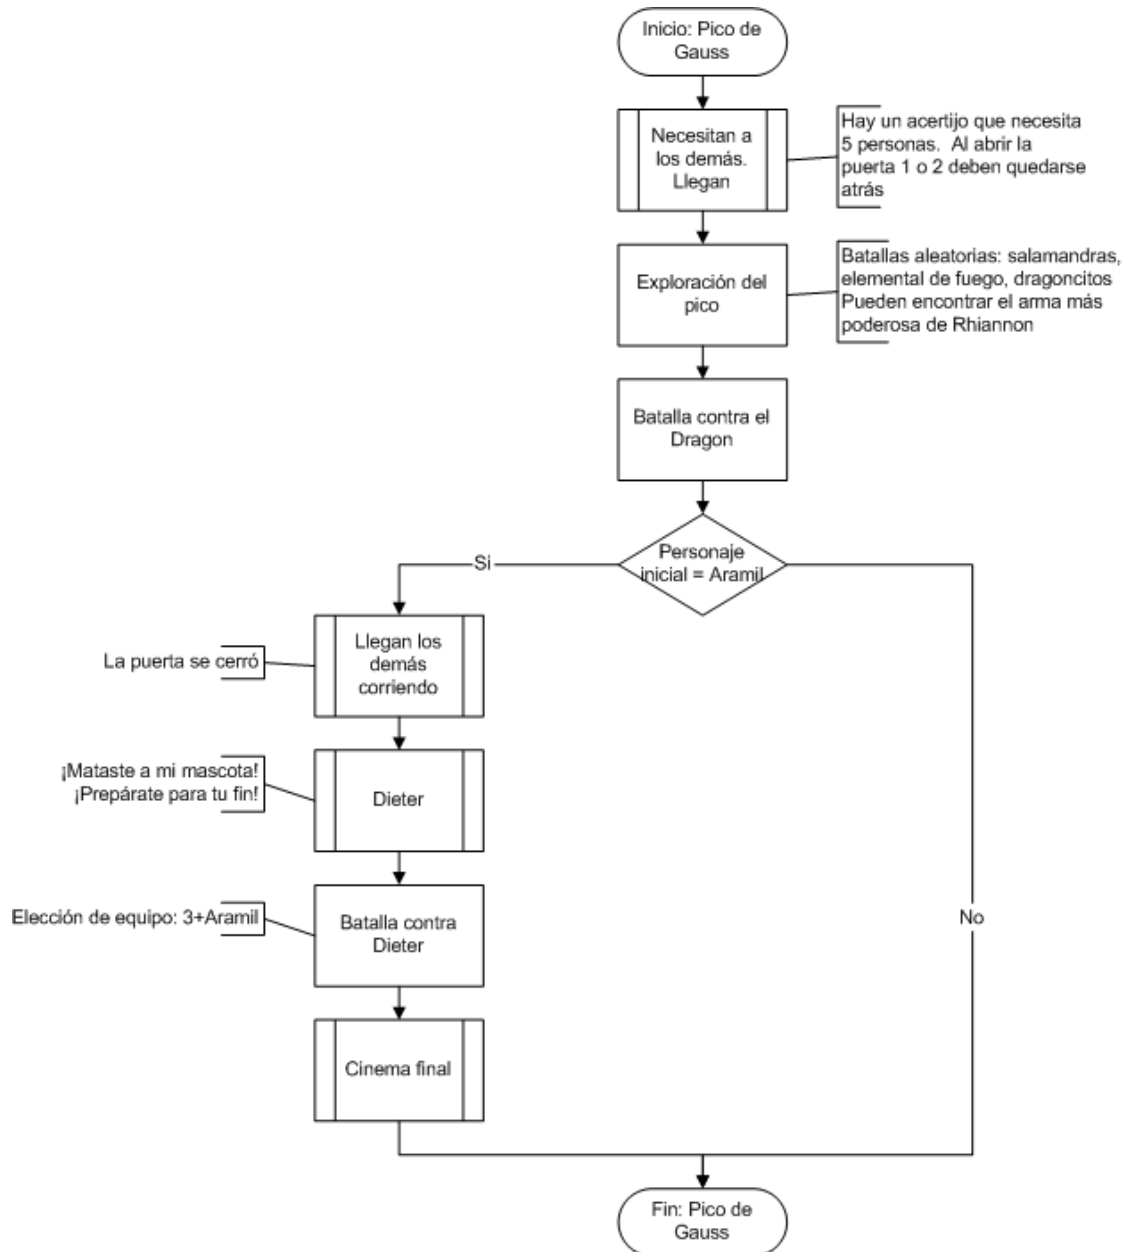 Inicio: Pico de
Gauss
Necesitan a
los demás.
Llegan
Hay un acertijo que necesita
5 personas.  Al abrir la
puerta 1 o 2 deben quedarse
atrás
Exploración del
pico
Batallas aleatorias: salamandras,
elemental de fuego, dragoncitos
Pueden encontrar el arma más
poderosa de Rhiannon
Batalla contra el
Dragon
Personaje
inicial = Aramil
Si
No
Llegan los
demás
corriendo
La puerta se cerró
Dieter
¡Mataste a mi mascota!
¡Prepárate para tu fin!
Batalla contra
Dieter
Elección de equipo: 3+Aramil
Cinema final
Fin: Pico de
Gauss